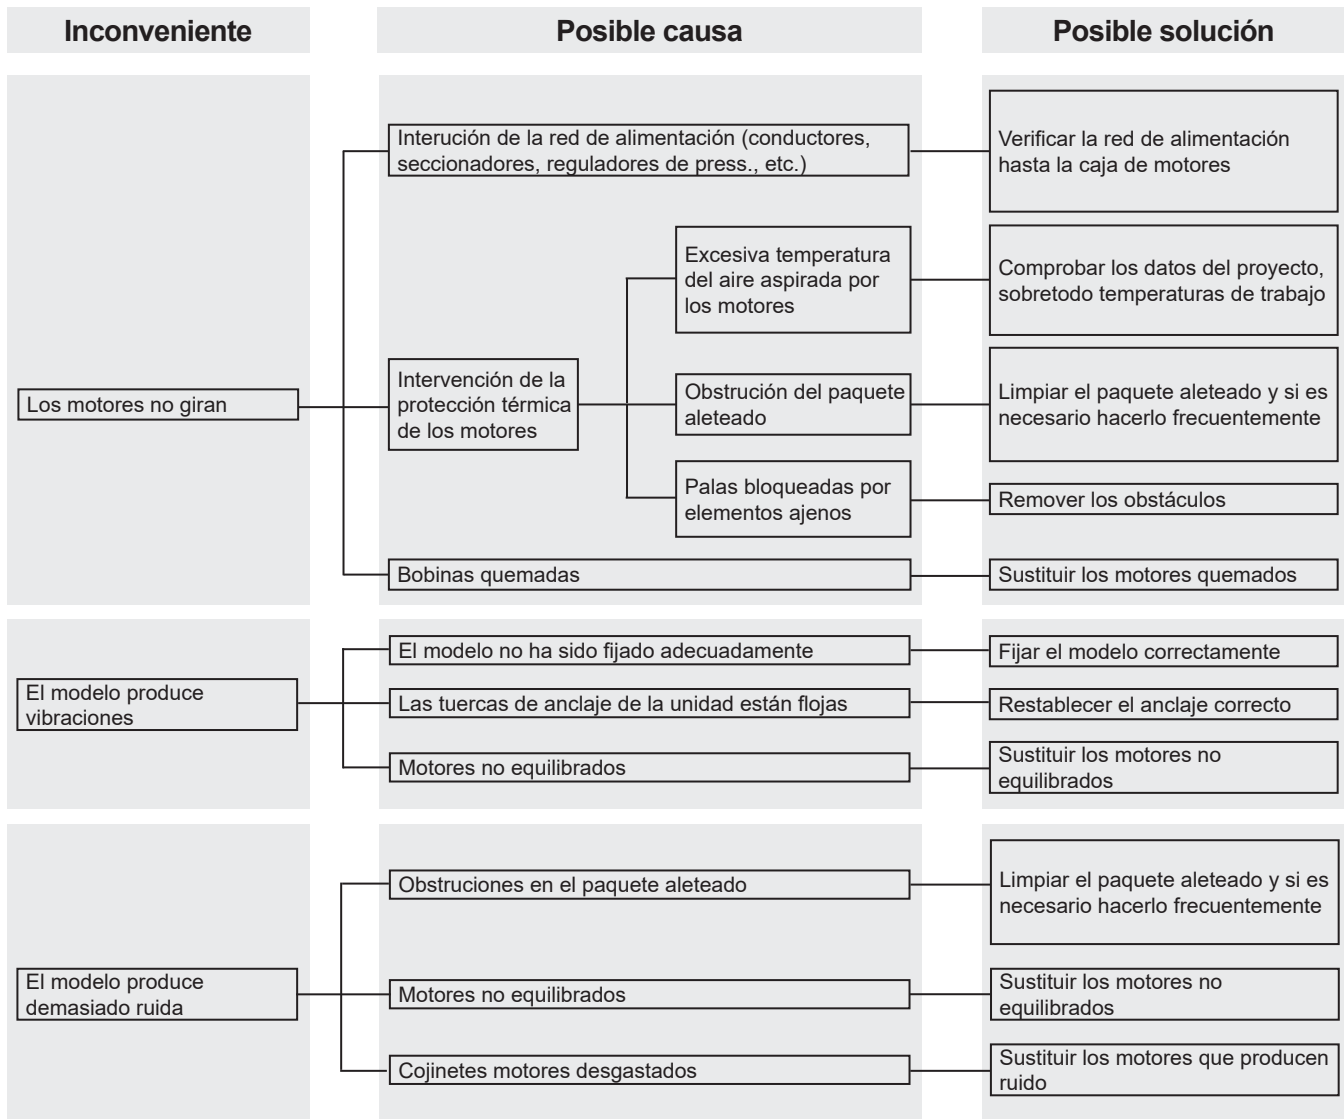 Inconveniente
Posible causa
Posible solución
Los motores no giran
Interución de la red de alimentación (conductores,
seccionadores, reguladores de press., etc.)
Verificar la red de alimentación
hasta la caja de motores
Intervención de la
protección térmica
de los motores
Excesiva temperatura
del aire aspirada por
los motores
Comprobar los datos del proyecto,
sobretodo temperaturas de trabajo
Obstrución del paquete
aleteado
Limpiar el paquete aleteado y si es
necesario hacerlo frecuentemente
Palas bloqueadas por
elementos ajenos
Remover los obstáculos
Bobinas quemadas
Sustituir los motores quemados
El modelo produce
vibraciones
El modelo no ha sido fijado adecuadamente
Fijar el modelo correctamente
Las tuercas de anclaje de la unidad están flojas
Restablecer el anclaje correcto
Motores no equilibrados
Sustituir los motores no
equilibrados
El modelo produce
demasiado ruida
Obstruciones en el paquete aleteado
Limpiar el paquete aleteado y si es
necesario hacerlo frecuentemente
Motores no equilibrados
Sustituir los motores no
equilibrados
Cojinetes motores desgastados
Sustituir los motores que producen
ruido